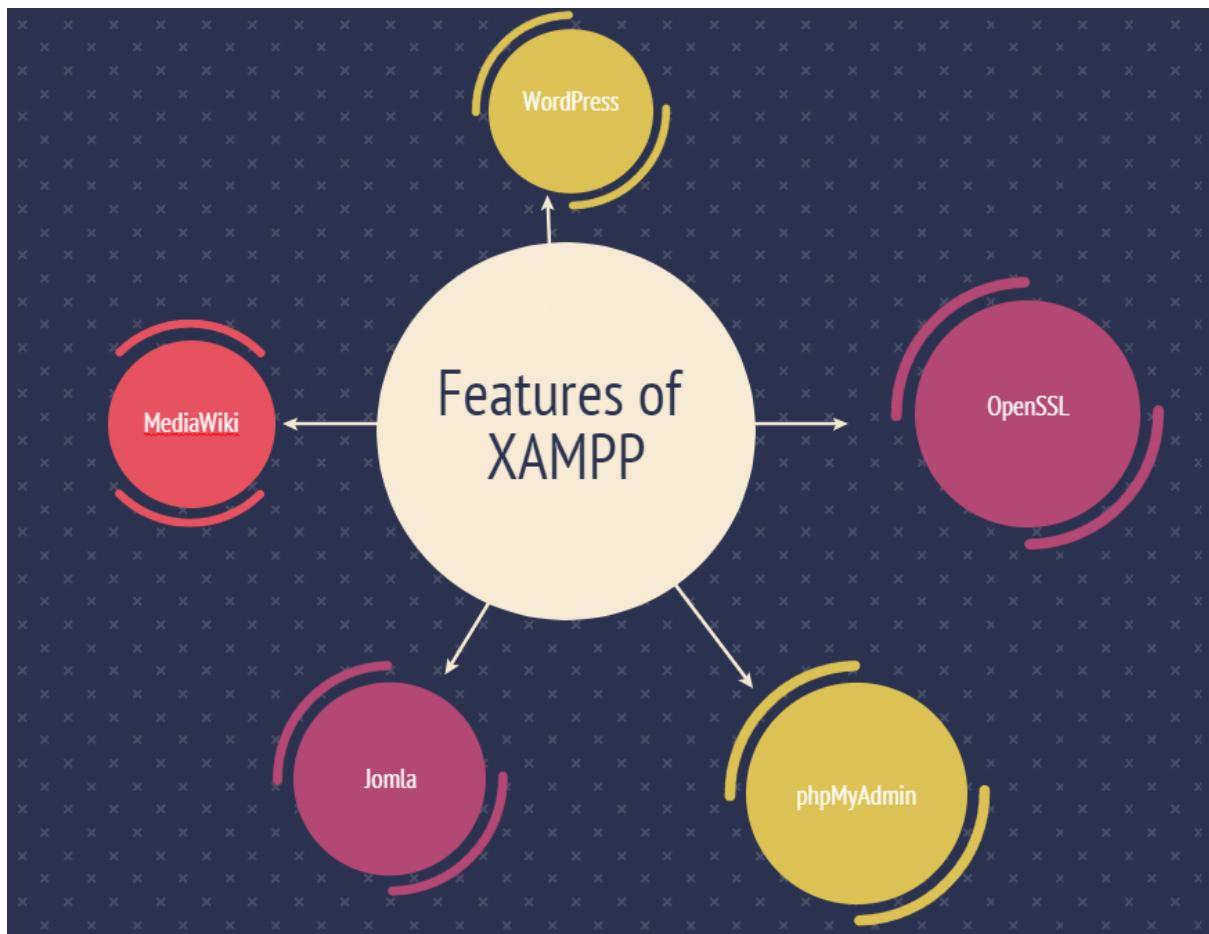 WordPress
Features of
XAMPP
OpenSSL
MediaWiki
Jomla
phpMyAdmin